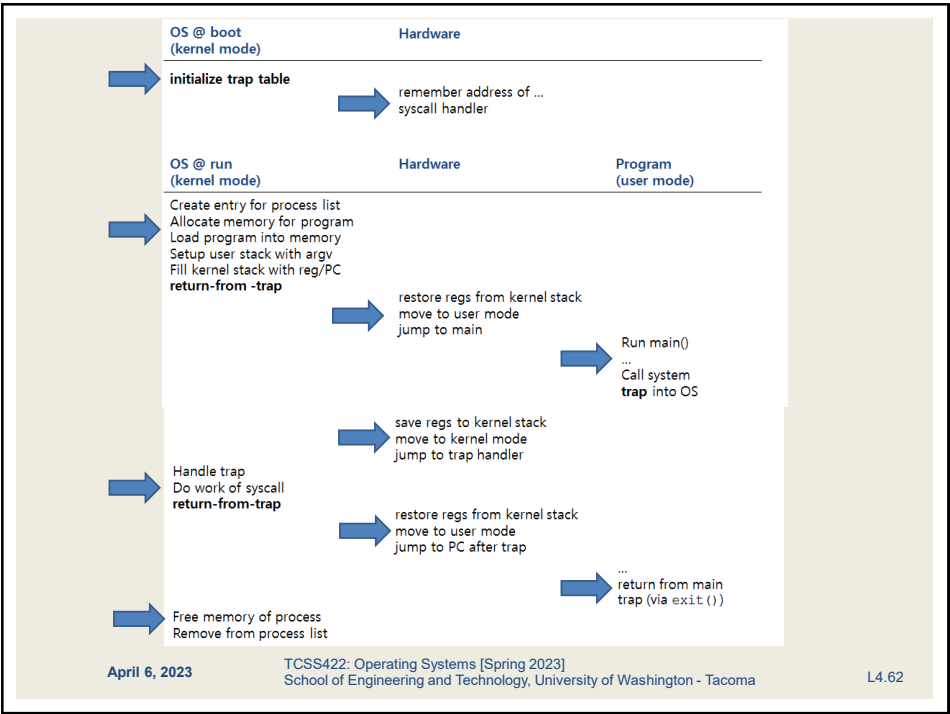 OS @ boot
(kernel mode)
Hardware
initialize trap table
remember address of ...
syscall handler
OS @ run
(kernel mode)
Hardware
Program
(user mode)
Create entry for process list
Allocate memory for program
Load program into memory
Setup user stack with argv
Fill kernel stack with reg/PC
return-from -trap
restore regs from kernel stack
move to user mode
jump to main
Run main()
...
Call system
trap into OS
save regs to kernel stack
move to kernel mode
jump to trap handler
Handle trap
Do work of syscall
return-from-trap
restore regs from kernel stack
move to user mode
jump to PC after trap
...
return from main
trap (via exit())
Free memory of process
Remove from process list
April 6, 2023
TCSS422: Operating Systems [Spring 2023]
School of Engineering and Technology, University of Washington - Tacoma
L4.62